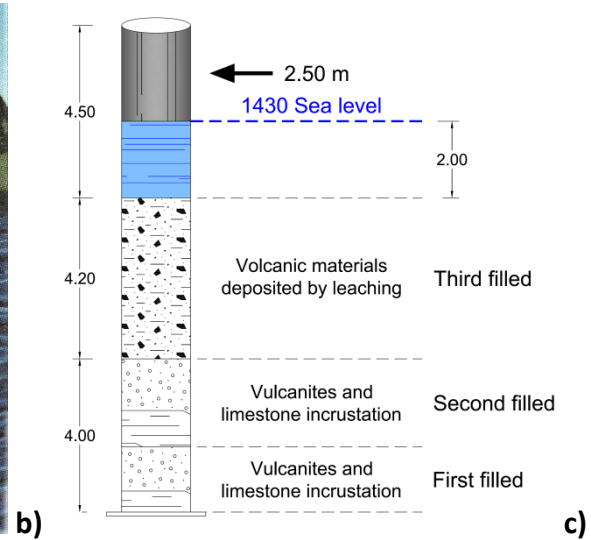 2.50 m
1430 Sea level
4.50
2.00
Volcanic materials
deposited by leaching
Third filled
4.20
Vulcanites and
limestone incrustation
Second filled
4.00
Vulcanites and
limestone incrustation
First filled
b)
c)